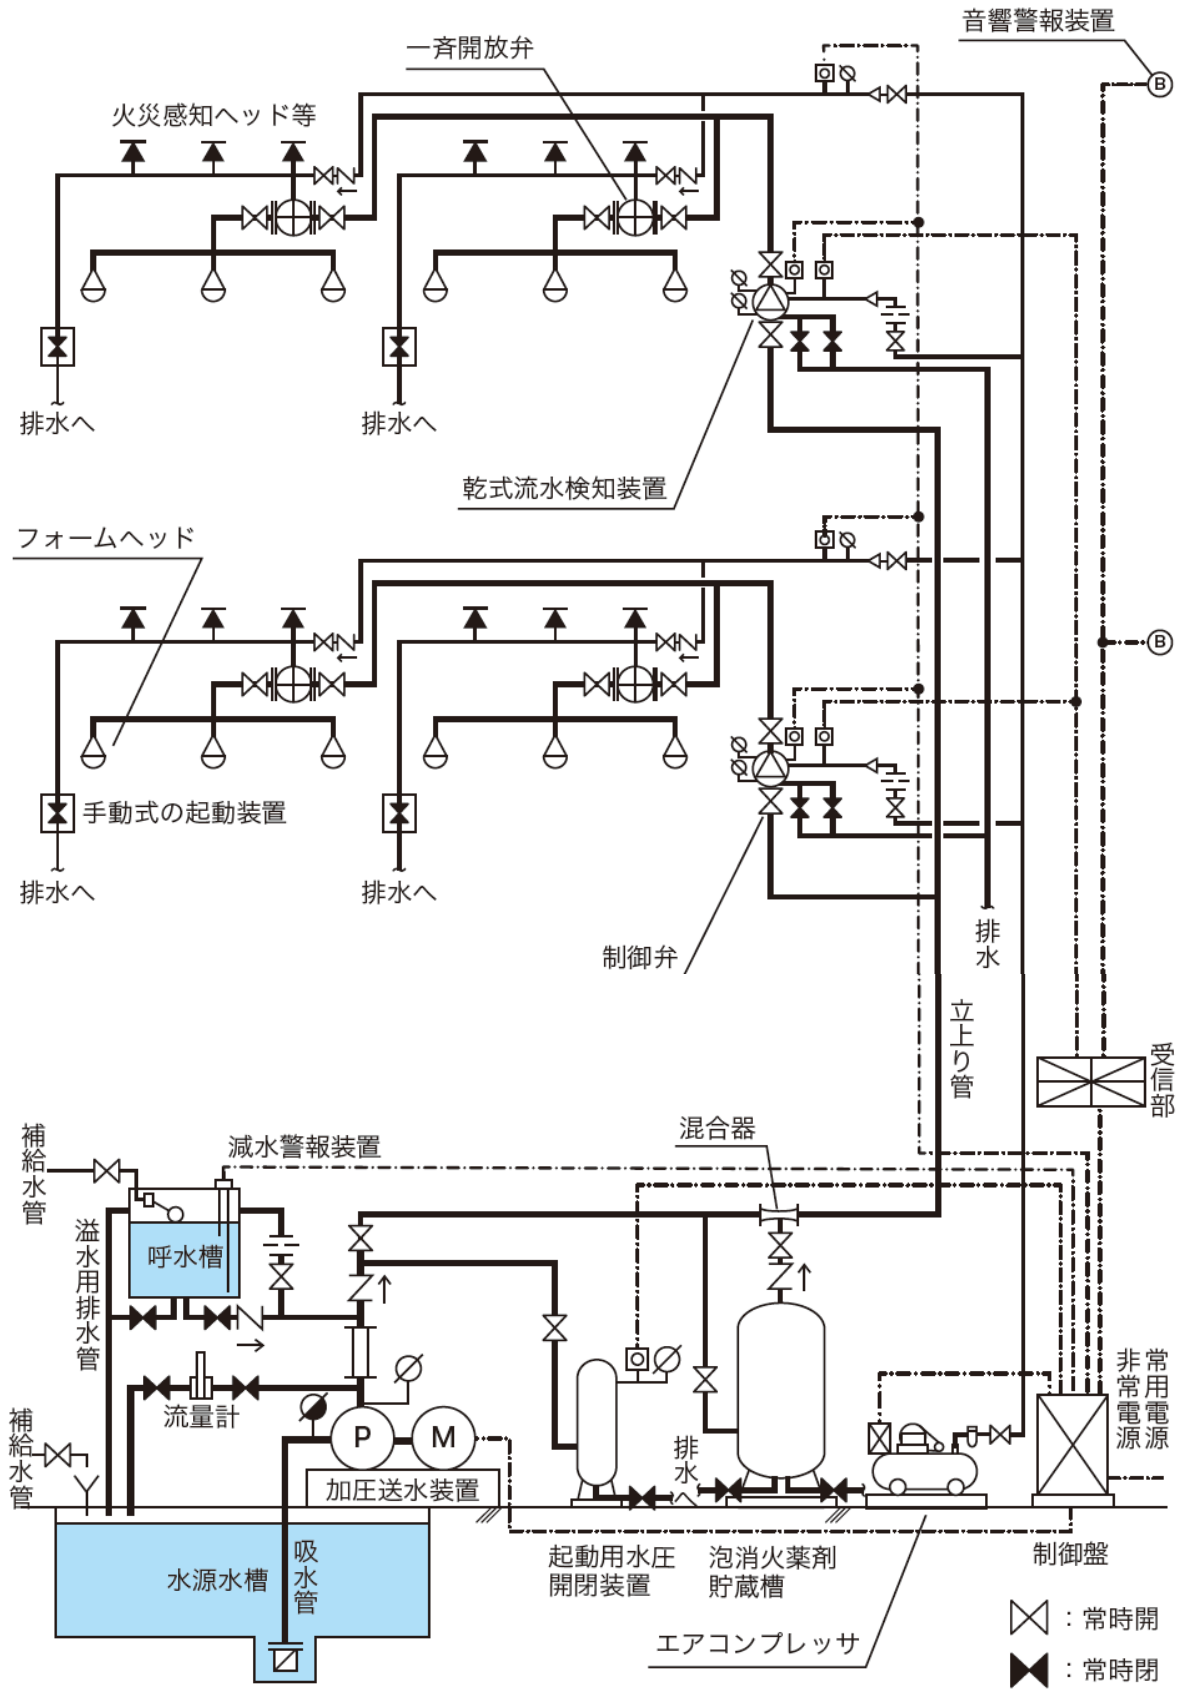 音響警報装置
B
一斉開放弁
火災感知ヘッド等
排水へ
排水へ
乾式流水検知装置
フォームヘッド
B
手動式の起動装置
排水へ
排水へ
制御弁
排水
立上り管
受信部
混合器
減水警報装置
補給水管
溢水用排水管
呼水槽
流量計
補給水管
P
M
加圧送水装置
排水へ
非常電源
常用電源
水源水槽
吸水管
起動用水圧
開閉装置
泡消火薬剤
貯蔵槽
制御盤
エアコンプレッサ
：常時開
：常時閉